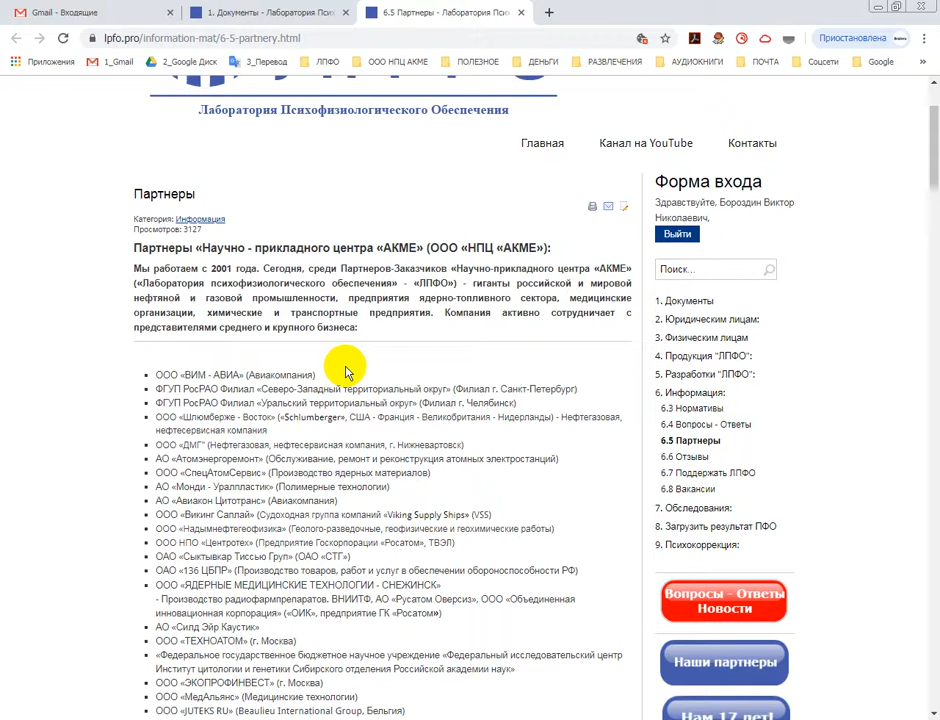 Gmail - Входящие
1. Документы - Лаборатория Псих
6.5 Партнеры - Лаборатория Псих
lpfo.pro/information-mat/6-5-partnery.html
Приостановлена
Приложения
1_Gmail
2_Google Диск
3_Перевод
ЛПФО
ООО НПЦ АКМЕ
ПОЛЕЗНОЕ
ДЕНЬГИ
РАЗВЛЕЧЕНИЯ
АУДИОКНИГИ
ПОЧТА
Соцсети
Google
»
Лаборатория Психофизиологического Обеспечения
Главная
Канал на YouTube
Контакты
Партнеры
Категория: Информация
Просмотров: 3127
Партнеры «Научно - прикладного центра «АКМЕ» (ООО «НПЦ «АКМЕ»):
Мы работаем с 2001 года. Сегодня, среди Партнеров-Заказчиков «Научно-прикладного центра «АКМЕ»
(«Лаборатория психофизиологического обеспечения» - «ЛПФО») - гиганты российской и мировой
нефтяной и газовой промышленности, предприятия ядерно-топливного сектора, медицинские
организации, химические и транспортные предприятия. Компания активно сотрудничает с
представителями среднего и крупного бизнеса:
ООО «ВИМ - АВИА» (Авиакомпания)
ФГУП РосРАО Филиал «Северо-Западный территориальный округ» (Филиал г. Санкт-Петербург)
ФГУП РосРАО Филиал «Уральский территориальный округ» (Филиал г. Челябинск)
ООО «Шлюмберже - Восток» («Schlumberger», США - Франция - Великобритания - Нидерланды) - Нефтегазовая,
нефтесервисная компания
ООО «ДМГ" (Нефтегазовая, нефтесервисная компания, г. Нижневартовск)
АО «Атомэнергоремонт» (Обслуживание, ремонт и реконструкция атомных электростанций)
ООО «СпецАтомСервис» (Производство ядерных материалов)
АО «Монди - Уралпластик» (Полимерные технологии)
АО «Авиакон Цитотранс» (Авиакомпания)
ООО «Викинг Саплай» (Судоходная группа компаний «Viking Supply Ships» (VSS)
ООО «Надымнефтегеофизика» (Геолого-разведочные, геофизические и геохимические работы)
ООО НПО «Центротех» (Предприятие Госкорпорации «Росатом», ТВЭЛ)
ОАО «Сыктывкар Тиссью Груп» (ОАО «СТГ»)
ОАО «136 ЦБПР» (Производство товаров, работ и услуг в обеспечении обороноспособности РФ)
ООО «ЯДЕРНЫЕ МЕДИЦИНСКИЕ ТЕХНОЛОГИИ - СНЕЖИНСК»
- Производство радиофармпрепаратов. ВНИИТФ, АО «Русатом Оверсиз», ООО «Объединенная
инновационная корпорация» («ОИК», предприятие ГК «Росатом»)
АО «Силд Эйр Каустик»
ООО «ТЕХНОАТОМ» (г. Москва)
«Федеральное государственное бюджетное научное учреждение «Федеральный исследовательский центр
Институт цитологии и генетики Сибирского отделения Российской академии наук»
ООО «ЭКОПРОФИНВЕСТ» (г. Москва)
ООО «МедАльянс» (Медицинские технологии)
ООО «JUTEKS RU» (Beaulieu International Group, Бельгия)
Форма входа
Здравствуйте, Бороздин Виктор
Николаевич,
Выйти
Поиск...
1. Документы
2. Юридическим лицам:
3. Физическим лицам
4. Продукция "ЛПФО":
5. Разработки "ЛПФО":
6. Информация:
6.3 Нормативы
6.4 Вопросы - Ответы
6.5 Партнеры
6.6 Отзывы
6.7 Поддержать ЛПФО
6.8 Вакансии
7. Обследования:
8. Загрузить результат ПФО
9. Психокоррекция:
Вопросы - Ответы
Новости
Наши партнеры
Нам 17 лет!